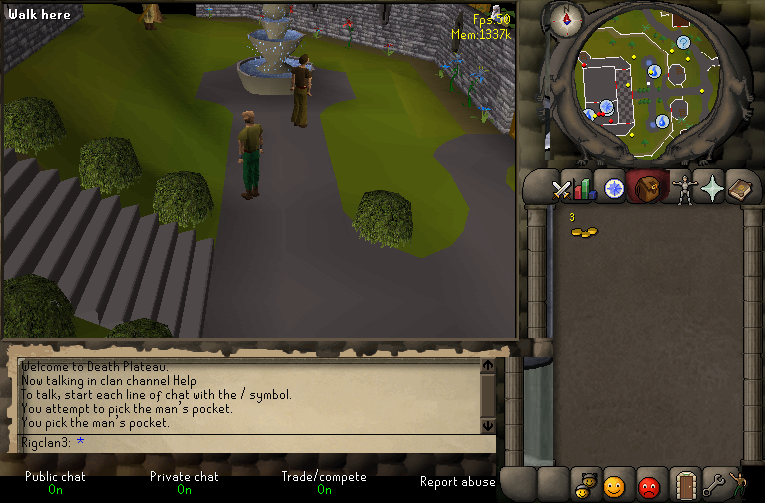 Walk here
Fps:50
Mem:1337k
3
Welcome to Death Plateau.
Now talking in clan channel Help
To talk, start each line of chat with the / symbol.
You attempt to pick the man's pocket.
You pick the man's pocket.
Rigclan3: *
Public chat
On
Private chat
On
Trade/compete
On
Report abuse